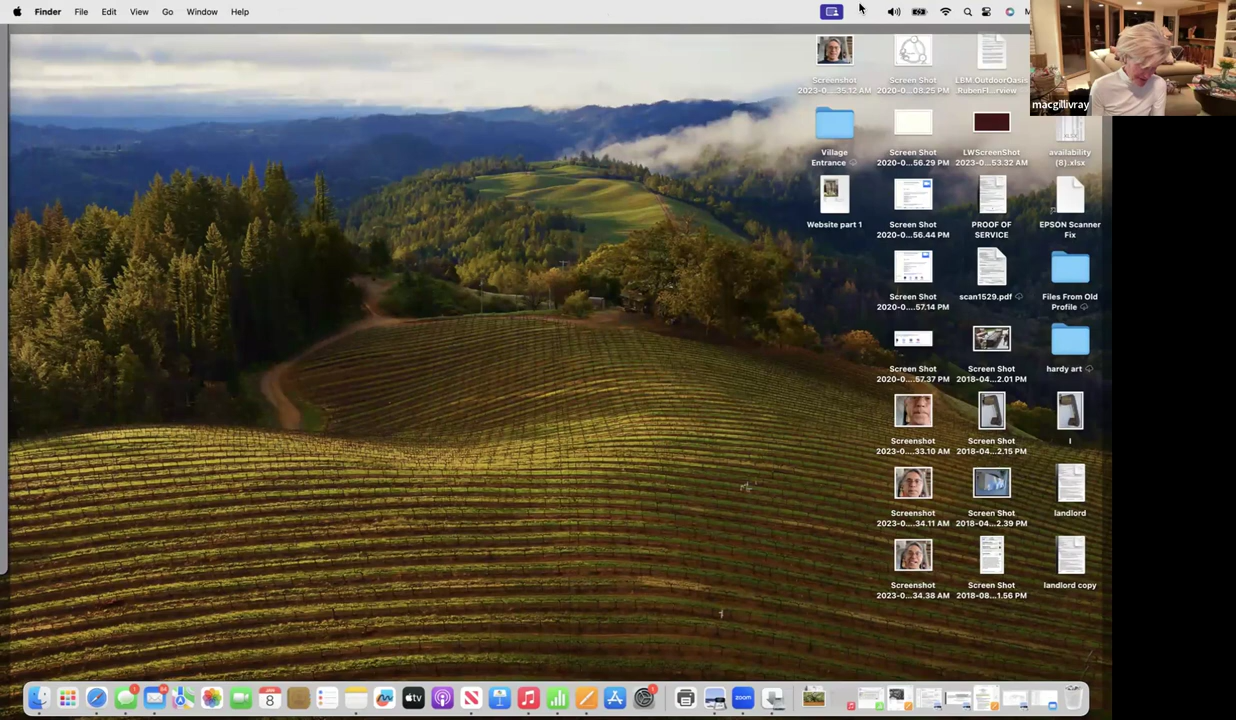 Finder File Edit View Go Window Help
macgillivray
Screenshot
2023-0....35.12 AM
Screen Shot
2020-0...08.25 PM
LBM.OutdoorOasis
Village
Entrance
Screen Shot
2020-0...56.29 PM
LWScreenShot
2023-0...53.32 AM
availability
(8).xlsx
Website part 1
Screen Shot
2020-0...56.44 PM
PROOF OF
SERVICE
EPSON Scanner
Fix
Screen Shot
2020-0....57.14 PM
scan1529.pdf
Files From Old
Profile
Screen Shot
2020-0....57.37 PM
Screen Shot
2018-04...2.01 PM
hardy art
Screenshot
2023-0....33.10 AM
Screen Shot
2018-04...2.15 PM
Screenshot
2023-0....34.11 AM
Screen Shot
2018-04...2.39 PM
landlord
Screenshot
2023-0....34.38 AM
Screen Shot
2018-08...1.56 PM
landlord copy
JAN
8
tv
zoom